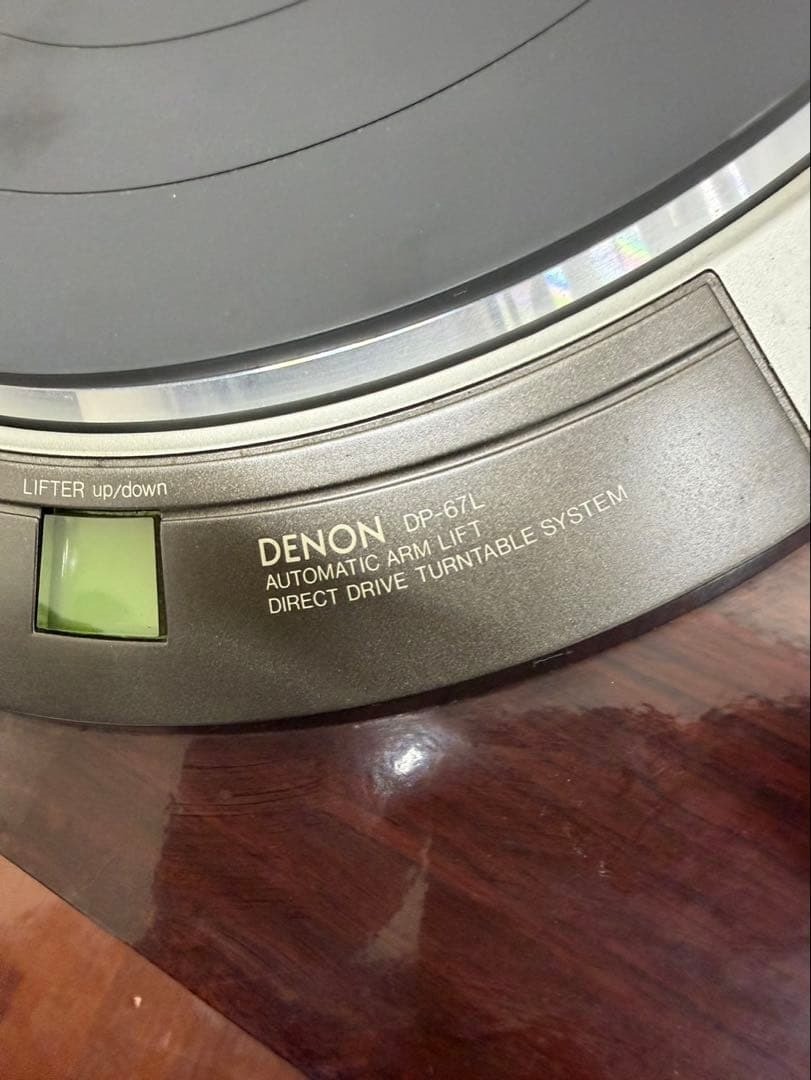 LIFTER up/down
DENON DP-67L
AUTOMATIC ARM LIFT
DIRECT DRIVE TURNTABLE SYSTEM